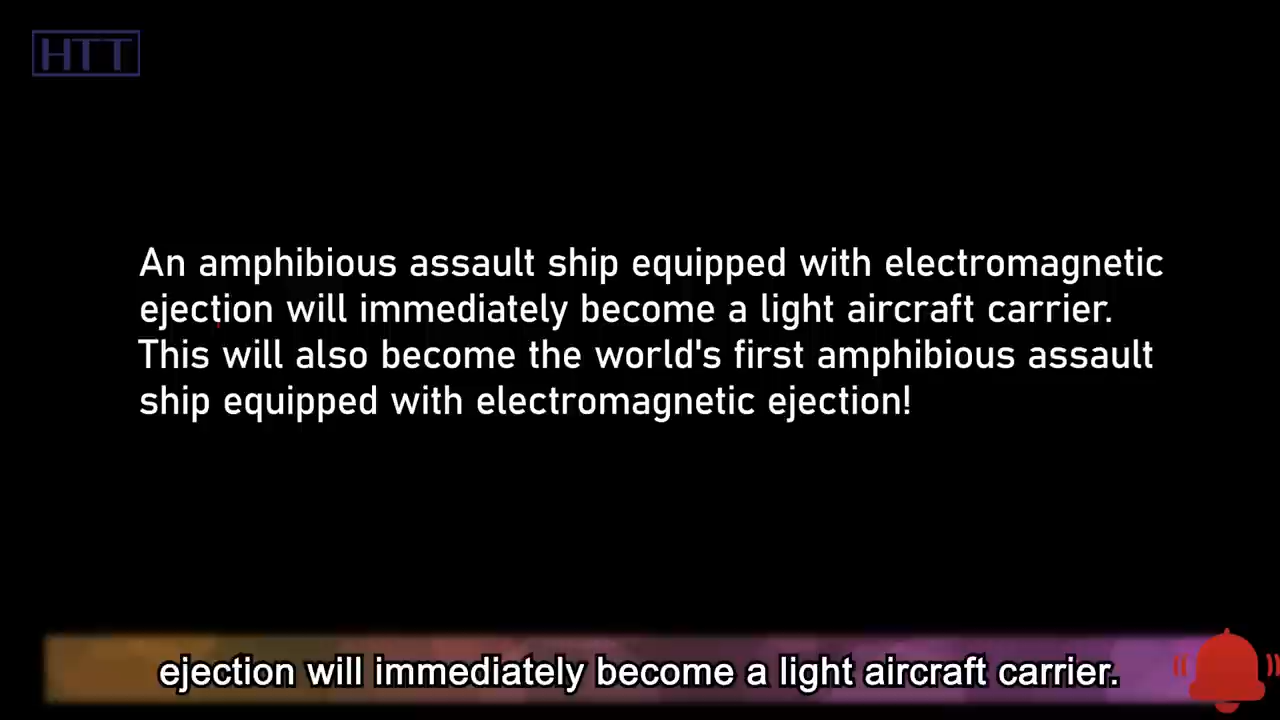 HTT
An amphibious assault ship equipped with electromagnetic
ejection will immediately become a light aircraft carrier.
This will also become the world's first amphibious assault
ship equipped with electromagnetic ejection!
ejection will immediately become a light aircraft carrier.